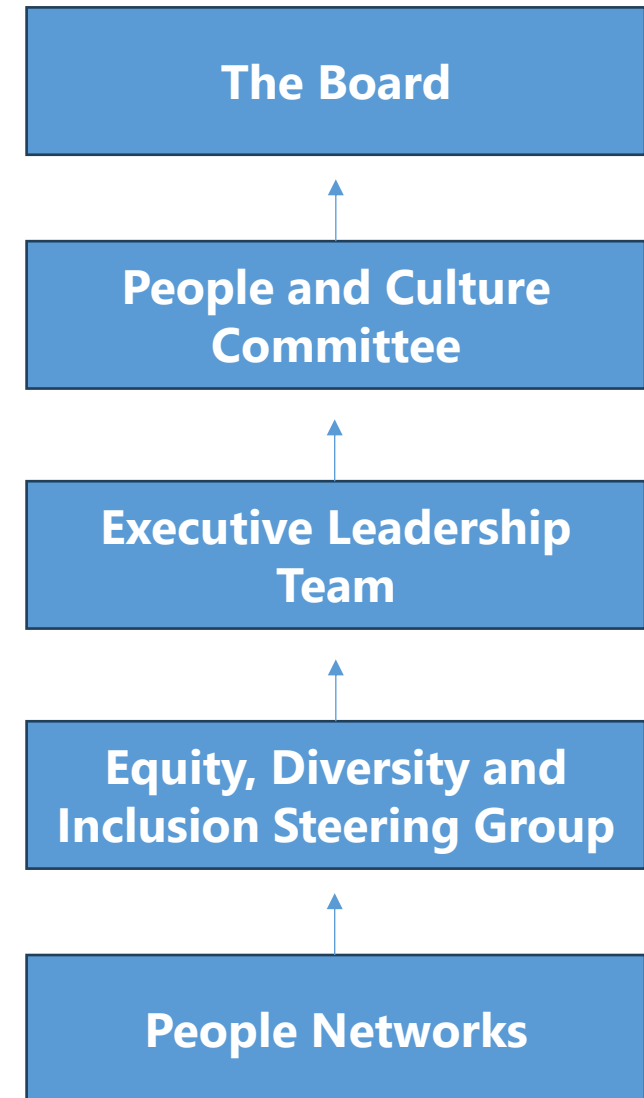 The Board
People and Culture
Committee
Executive Leadership
Team
Equity, Diversity and
Inclusion Steering Group
People Networks